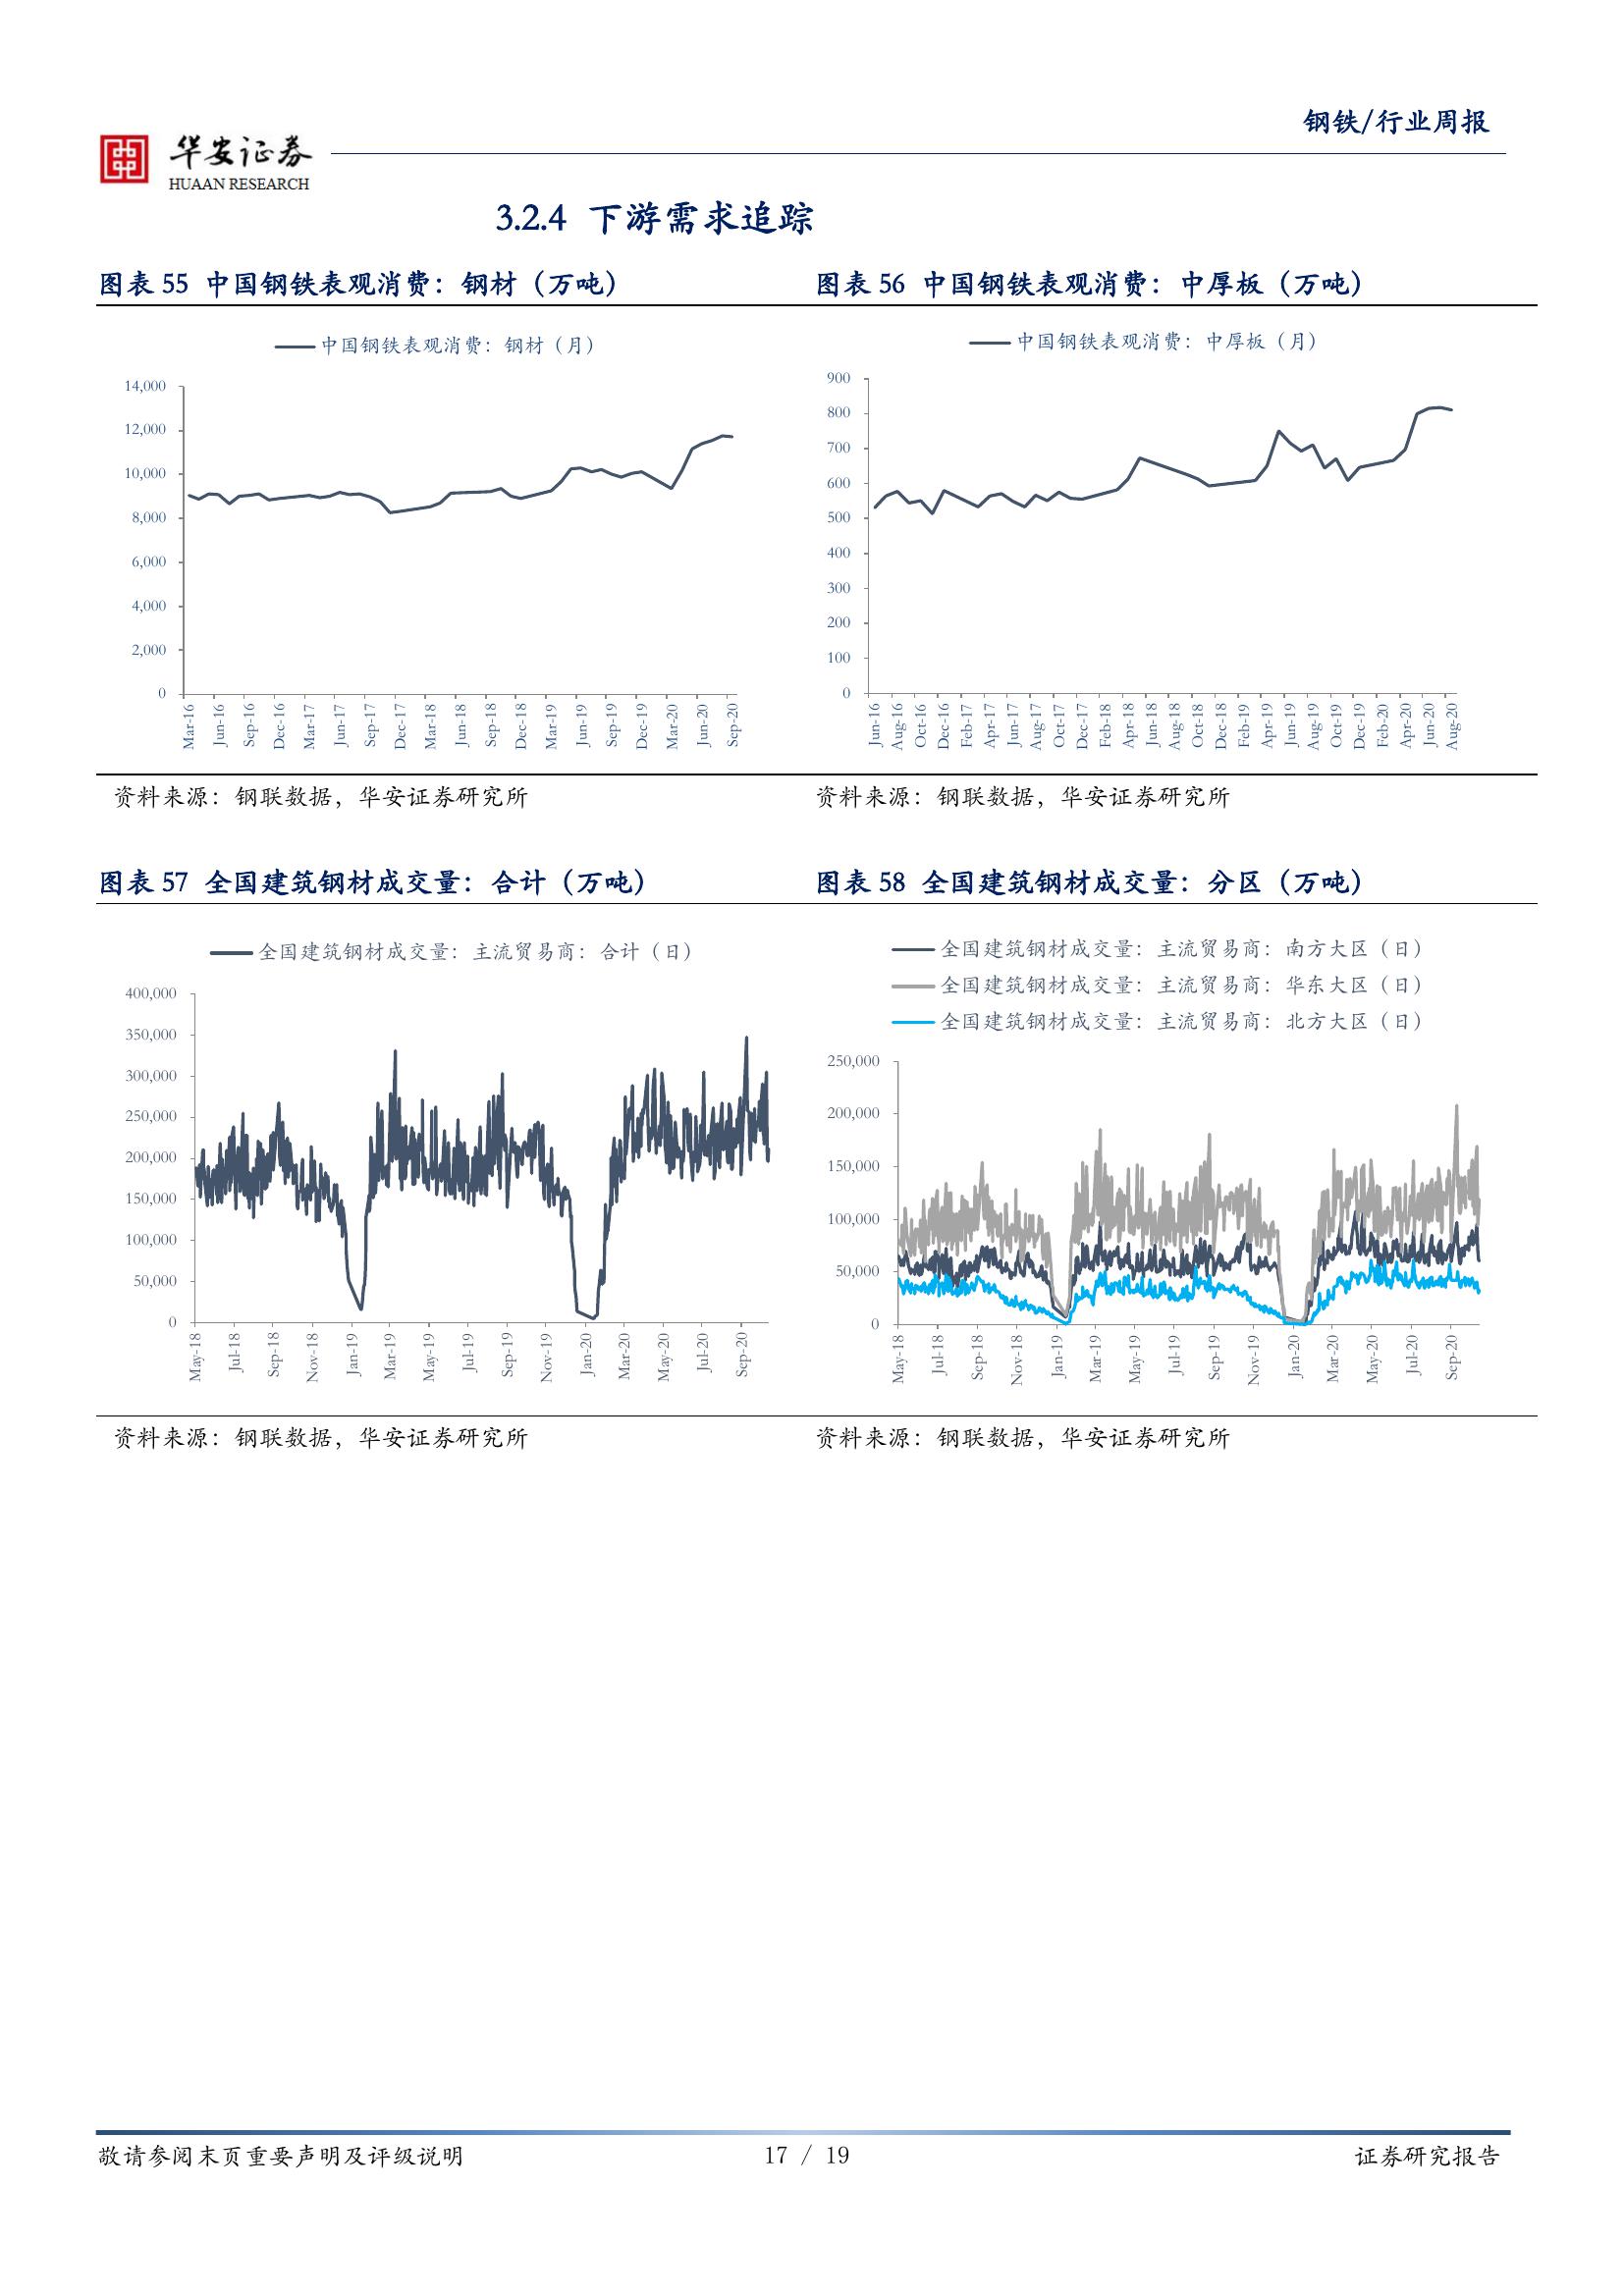 钢铁/行业周报
华安证券
HUAAN RESEARCH
3.2.4 下游需求追踪
图表 55 中国钢铁表观消费：钢材（万吨）
中国钢铁表观消费：钢材（月）
14,000
12,000
10,000
8,000
6,000
4,000
2,000
0
Mar-16
Jun-16
Sep-16
Dec-16
Mar-17
Jun-17
Sep-17
Dec-17
Mar-18
Jun-18
Sep-18
Dec-18
Mar-19
Jun-19
Sep-19
Dec-19
Mar-20
Jun-20
Sep-20
资料来源：钢联数据，华安证券研究所
图表 56 中国钢铁表观消费：中厚板（万吨）
中国钢铁表观消费：中厚板（月）
900
800
700
600
500
400
300
200
100
0
Jun-16
Aug-16
Oct-16
Dec-16
Feb-17
Apr-17
Jun-17
Aug-17
Oct-17
Dec-17
Feb-18
Apr-18
Jun-18
Aug-18
Oct-18
Dec-18
Feb-19
Apr-19
Jun-19
Aug-19
Oct-19
Dec-19
Feb-20
Apr-20
Jun-20
Aug-20
资料来源：钢联数据，华安证券研究所
图表 57 全国建筑钢材成交量：合计（万吨）
全国建筑钢材成交量：主流贸易商：合计（日）
400,000
350,000
300,000
250,000
200,000
150,000
100,000
50,000
0
May-18
Jul-18
Sep-18
Nov-18
Jan-19
Mar-19
May-19
Jul-19
Sep-19
Nov-19
Jan-20
Mar-20
May-20
Jul-20
Sep-20
资料来源：钢联数据，华安证券研究所
图表 58 全国建筑钢材成交量：分区（万吨）
全国建筑钢材成交量：主流贸易商：南方大区（日）
全国建筑钢材成交量：主流贸易商：华东大区（日）
全国建筑钢材成交量：主流贸易商：北方大区（日）
250,000
200,000
150,000
100,000
50,000
0
May-18
Jul-18
Sep-18
Nov-18
Jan-19
Mar-19
May-19
Jul-19
Sep-19
Nov-19
Jan-20
Mar-20
May-20
Jul-20
Sep-20
资料来源：钢联数据，华安证券研究所
敬请参阅末页重要声明及评级说明
17 / 19
证券研究报告